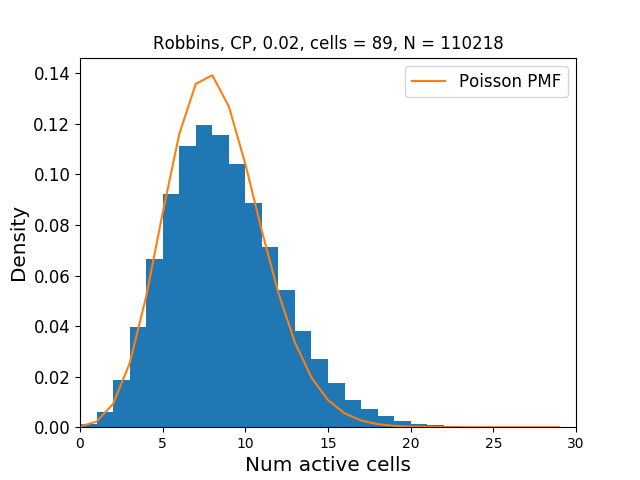 Robbins, CP, 0.02, cells = 89, N = 110218
Poisson PMF
Density
0.14
0.12
0.10
0.08
0.06
0.04
0.02
0.00
0 5 10 15 20 25 30
Num active cells